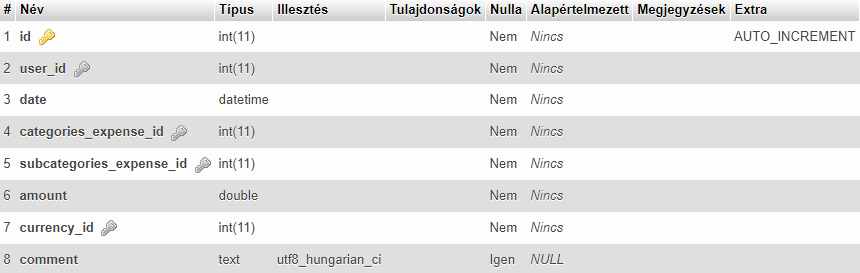 # Név Típus Illesztés Tulajdonságok Nulla Alapértelmezett Megjegyzések Extra
1 id int(11) Nem Nincs AUTO_INCREMENT
2 user_id int(11) Nem Nincs
3 date datetime Nem Nincs
4 categories_expense_id int(11) Nem Nincs
5 subcategories_expense_id int(11) Nem Nincs
6 amount double Nem Nincs
7 currency_id int(11) Nem Nincs
8 comment text utf8_hungarian_ci Igen NULL